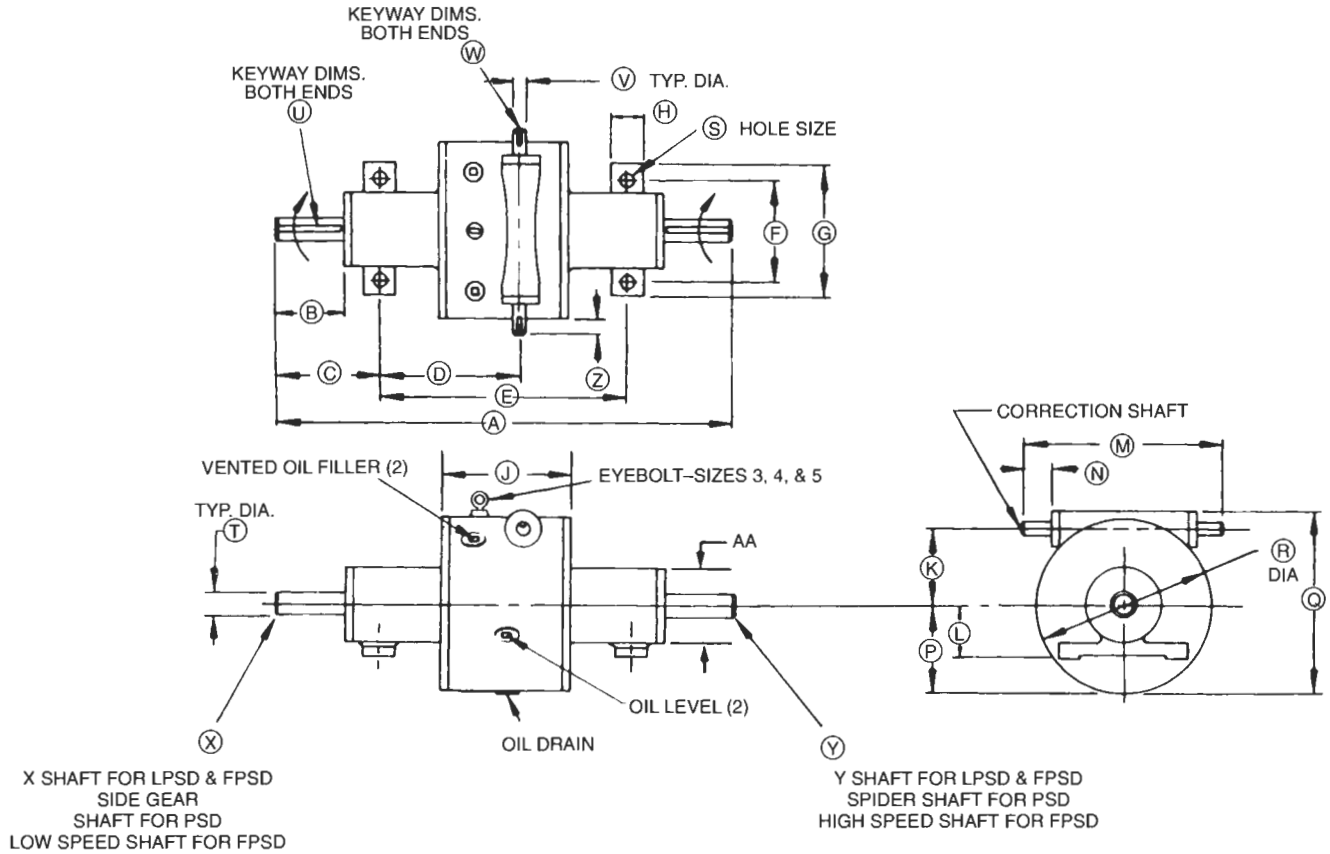 KEYWAY DIMS.
BOTH ENDS
W
KEYWAY DIMS.
BOTH ENDS
U
V TYP. DIA.
H
S HOLE SIZE
F
G
B
C
D
E
Z
A
VENTED OIL FILLER (2)
J
EYEBOLT–SIZES 3, 4, & 5
TYP. DIA.
T
AA
OIL LEVEL (2)
OIL DRAIN
X
X SHAFT FOR LPSD & FPSD
SIDE GEAR
SHAFT FOR PSD
LOW SPEED SHAFT FOR FPSD
Y
Y SHAFT FOR LPSD & FPSD
SPIDER SHAFT FOR PSD
HIGH SPEED SHAFT FOR FPSD
CORRECTION SHAFT
M
N
K
R
DIA
L
P
Q